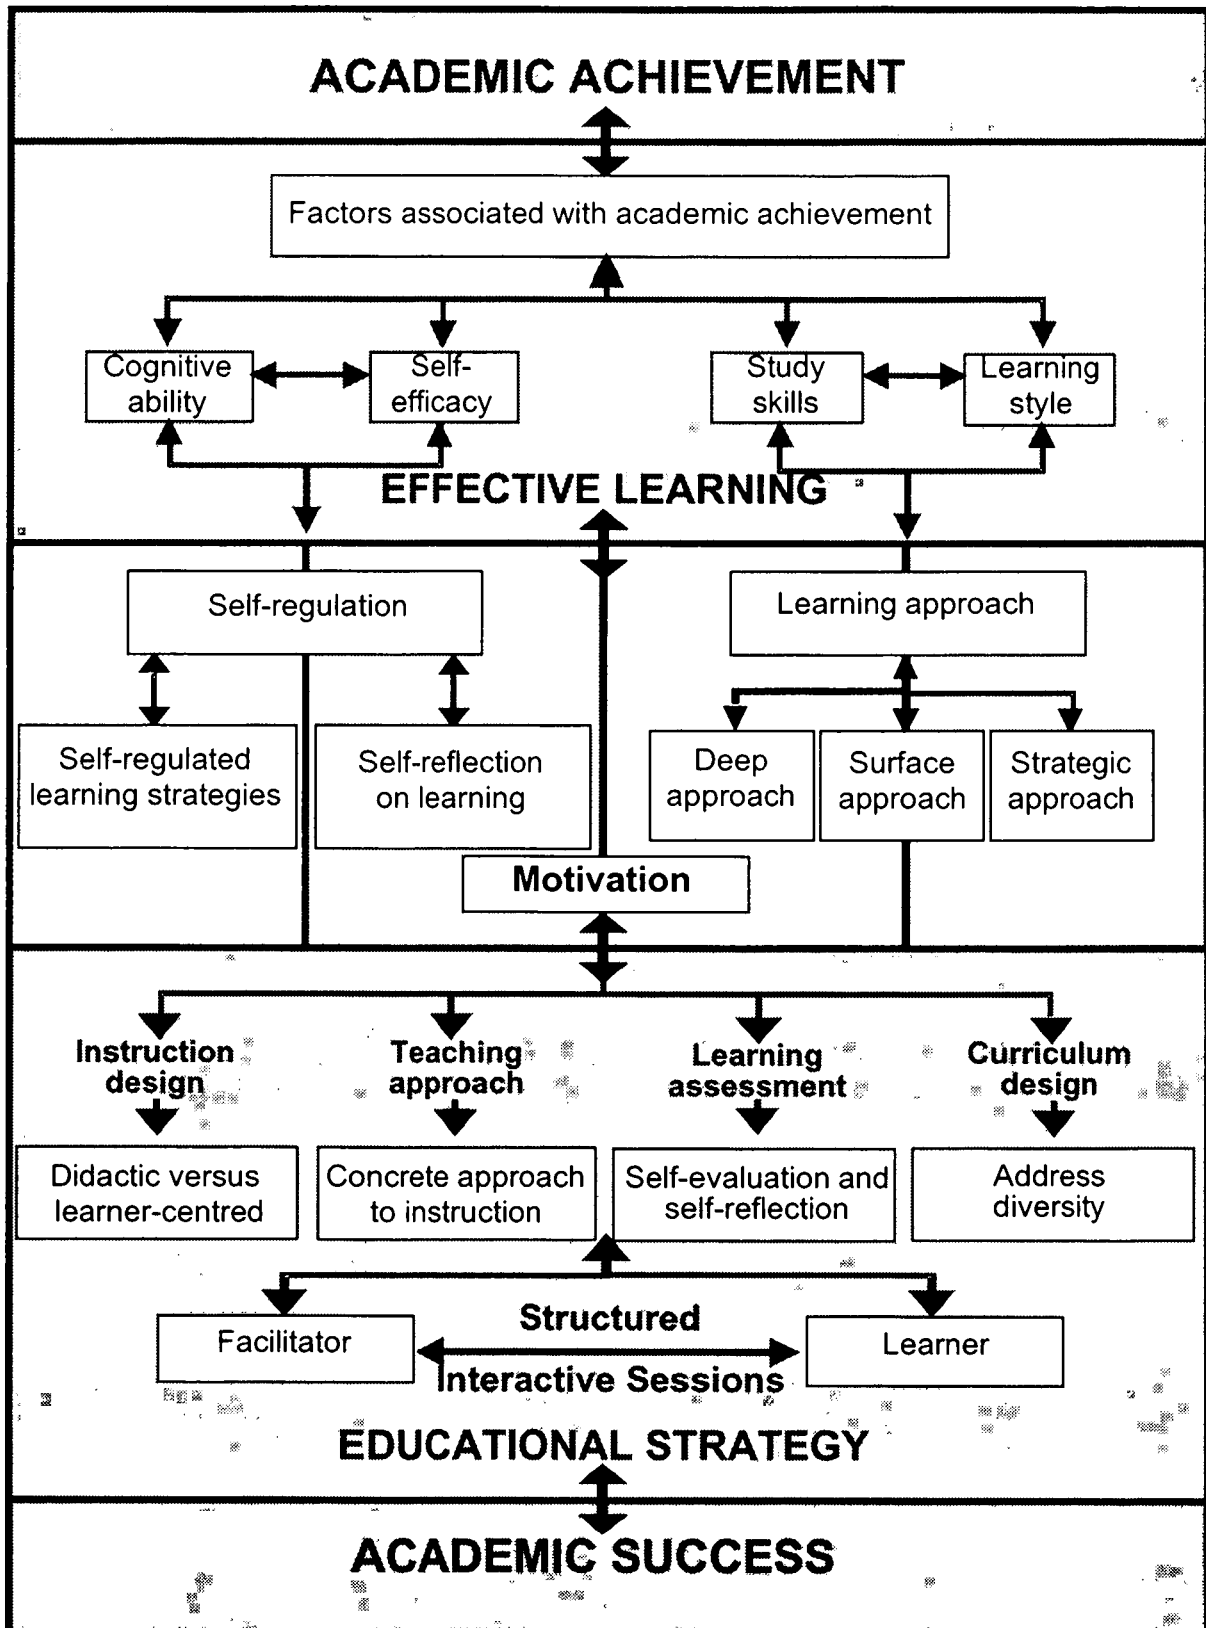 ACADEMIC ACHIEVEMENT
Factors associated with academic achievement
Cognitive
ability
Self-
efficacy
Study
skills
Learning
style
EFFECTIVE LEARNING
Self-regulation
Learning approach
Self-regulated
learning strategies
Self-reflection
on learning
Deep
approach
Surface
approach
Strategic
approach
Motivation
Instruction
design
Teaching
approach
Learning
assessment
Curriculum
design
Didactic versus
learner-centred
Concrete approach
to instruction
Self-evaluation and
self-reflection
Address
diversity
Facilitator
Structured
Interactive Sessions
Learner
EDUCATIONAL STRATEGY
ACADEMIC SUCCESS